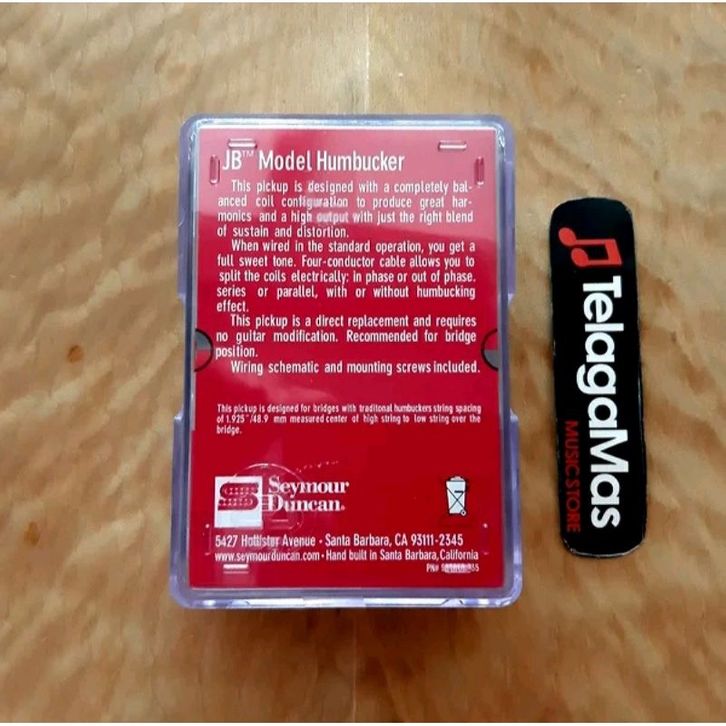 JB™ Model Humbucker
This pickup is designed with a completely bal-
anced coil configuration to produce great har-
monics and a high output with just the right blend
of sustain and distortion.
When wired in the standard operation, you get a
full sweet tone. Four-conductor cable allows you to
split the coils electrically; in phase or out of phase.
series or parallel, with or without humbucking
effect.
This pickup is a direct replacement and requires
no guitar modification. Recommended for bridge
position.
Wiring schematic and mounting screws included.
This pickup is designed for bridges with traditonal humbuckers string spacing
of 1.925"/48.9 mm measured center of high string to low string over the
bridge.
Seymour
Duncan®
5427 Hollister Avenue • Santa Barbara, CA 93111-2345
www.seymourduncan.com • Hand built in Santa Barbara, California
PN#
TelagaMas
MUSIC STORE